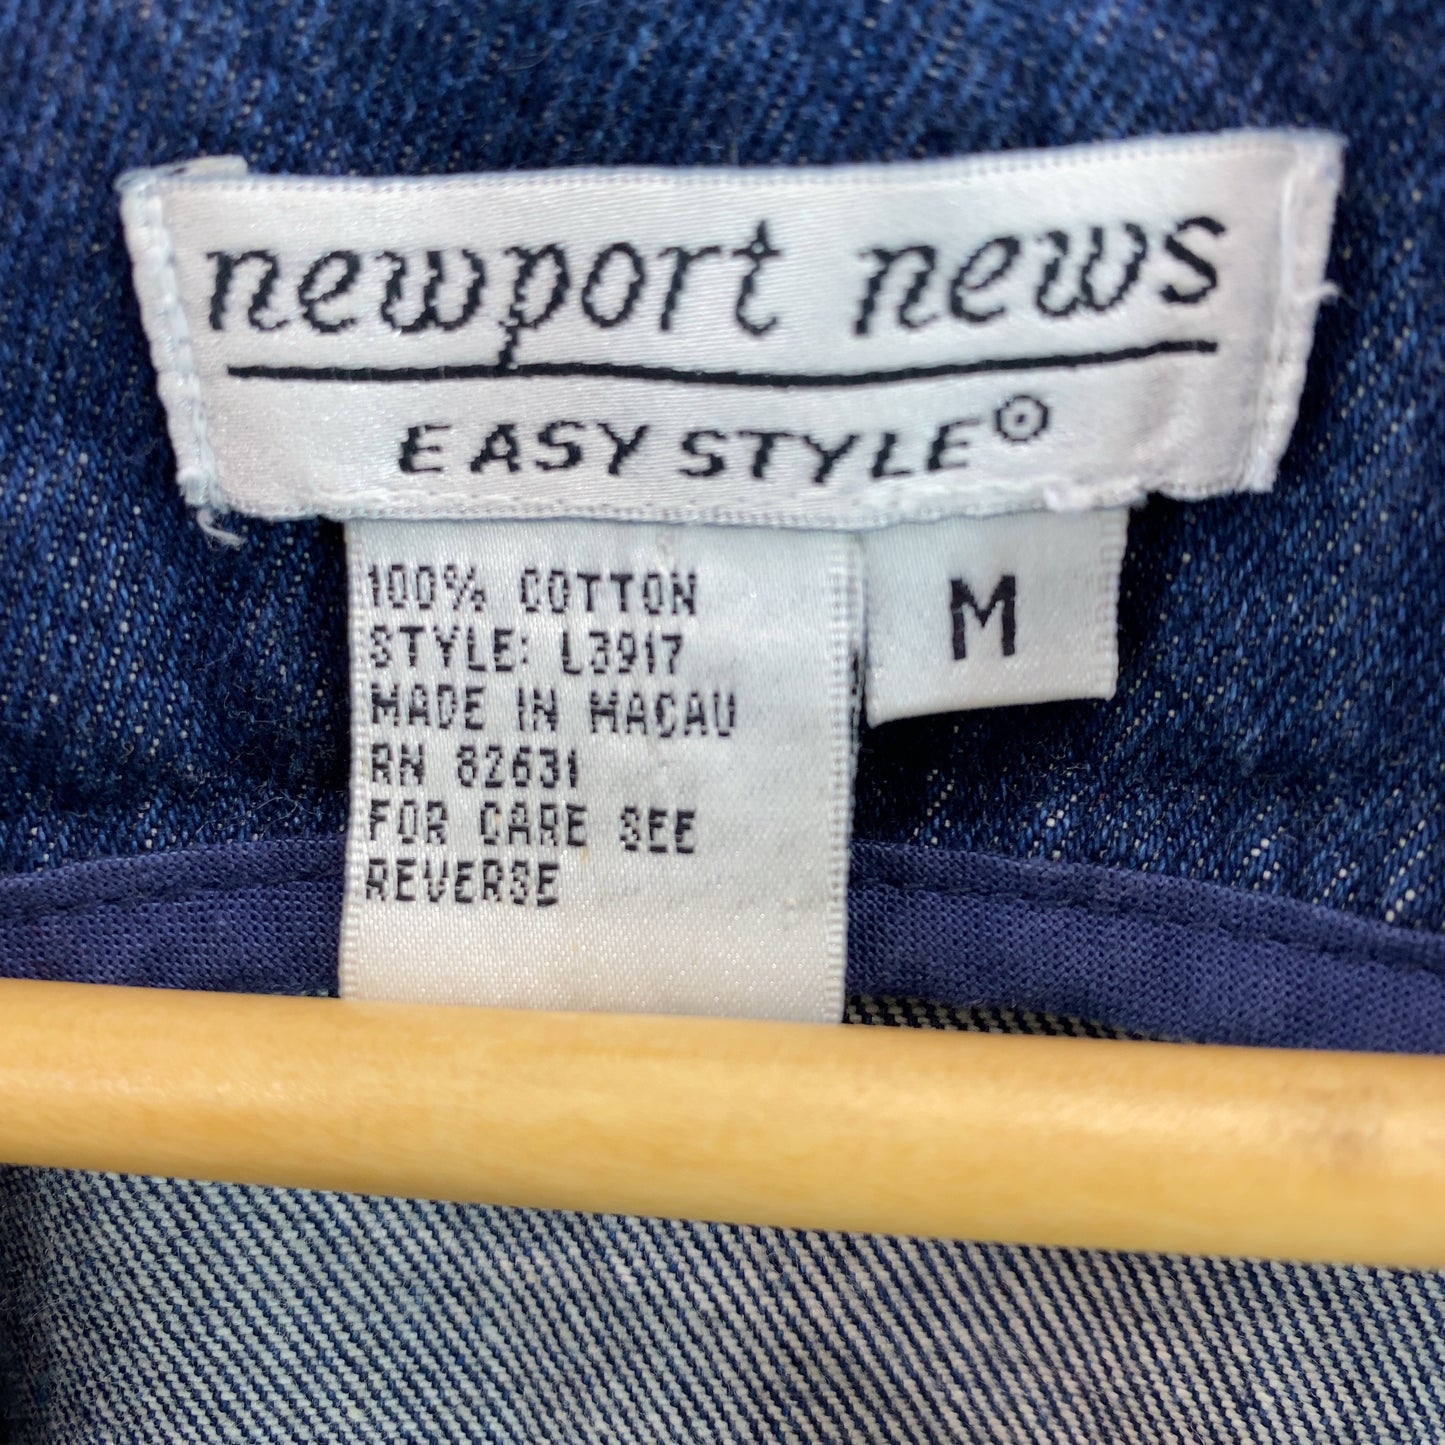 newport news
EASY STYLE®
M
100% COTTON
STYLE: L3917
MADE IN MACAU
RN 82631
FOR CARE SEE
REVERSE